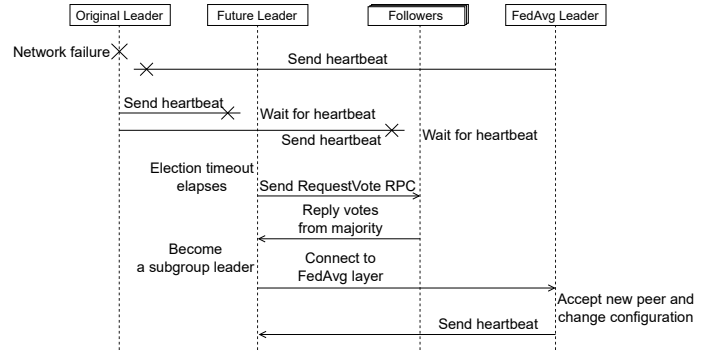 Original Leader
Future Leader
Followers
FedAvg Leader
Network failure
Send heartbeat
Send heartbeat
Wait for heartbeat
Send heartbeat
Wait for heartbeat
Election timeout
elapses
Send RequestVote RPC
Reply votes
from majority
Become
a subgroup leader
Connect to
FedAvg layer
Accept new peer and
change configuration
Send heartbeat